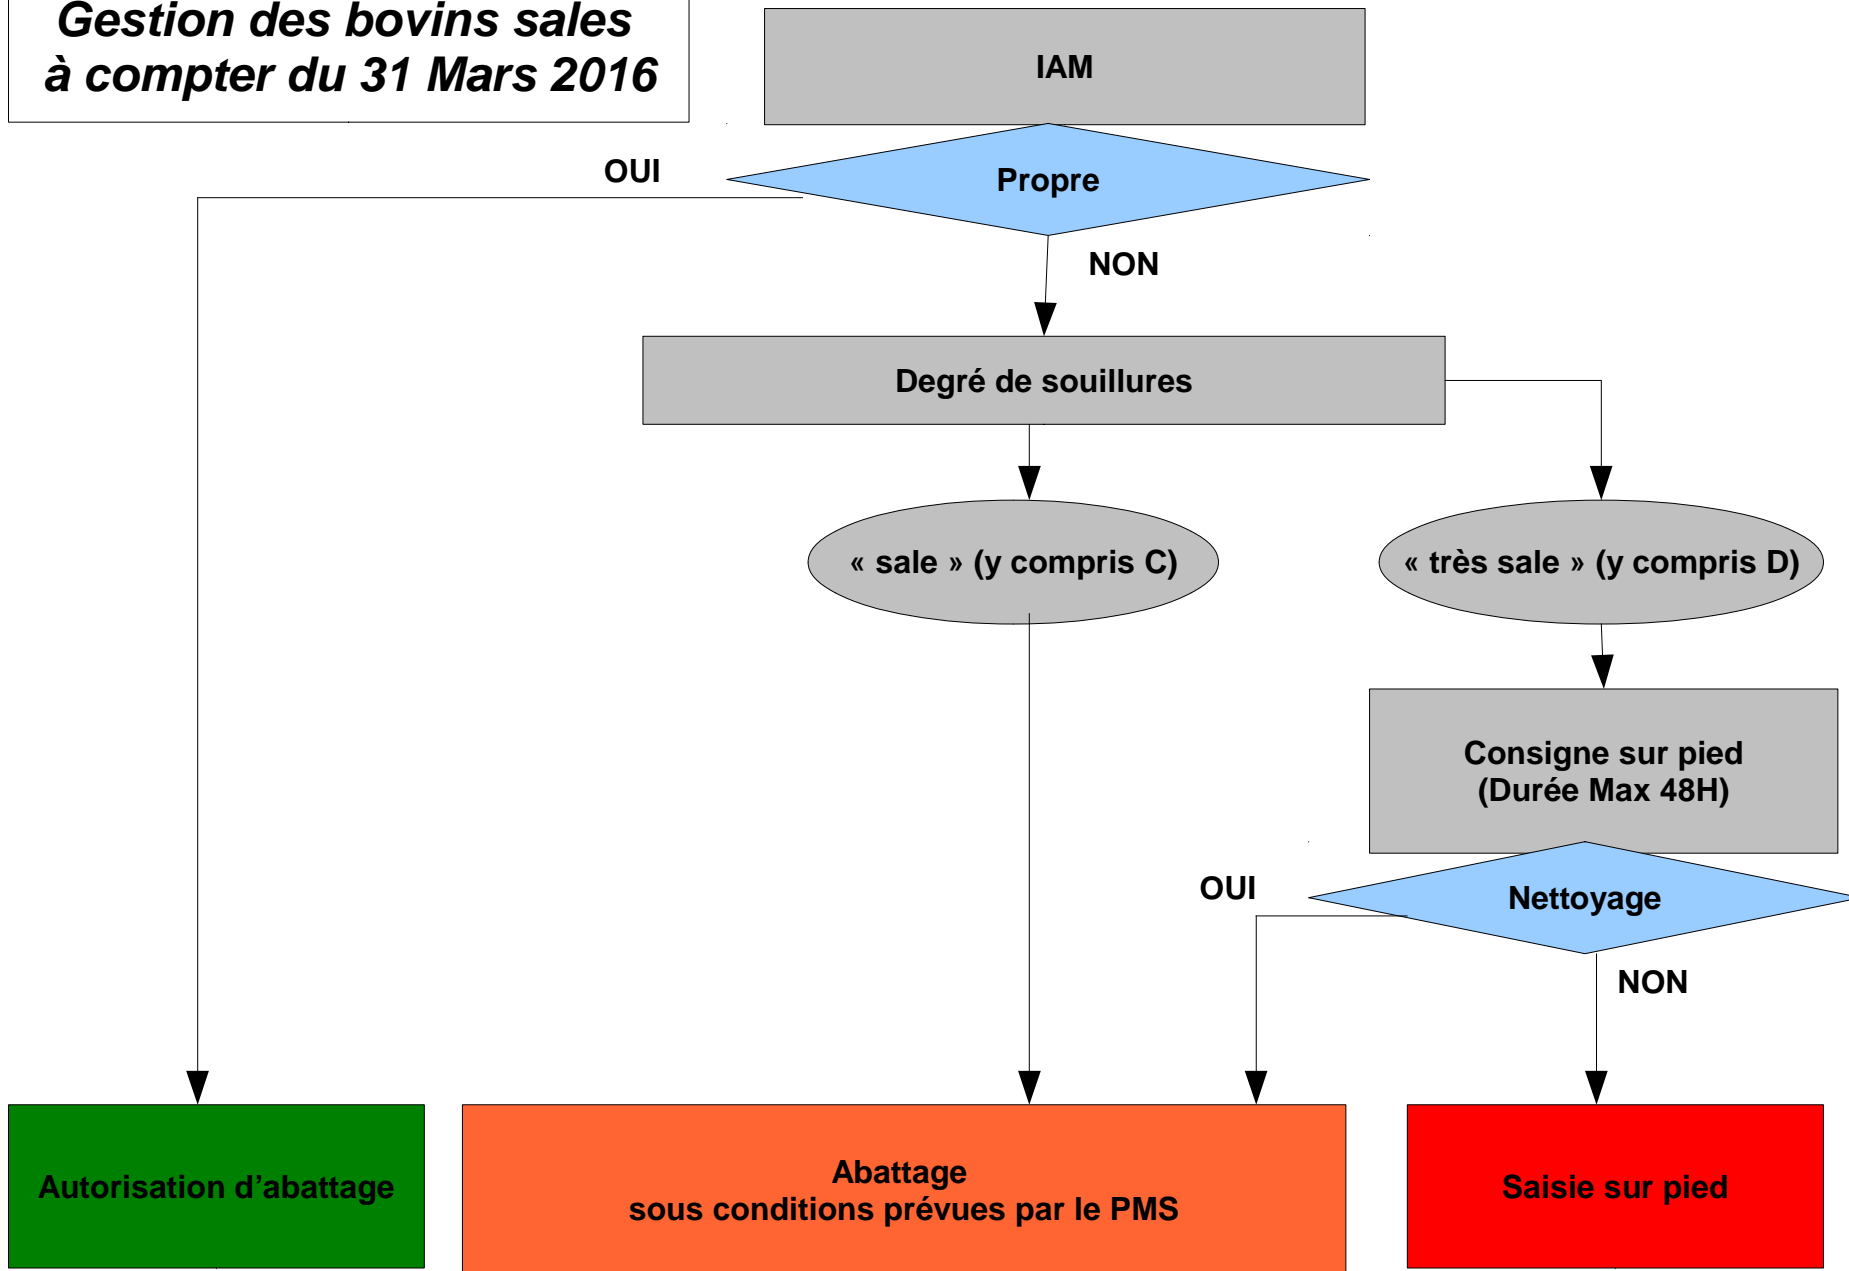 Gestion des bovins sales
à compter du 31 Mars 2016
IAM
OUI
Propre
NON
Degré de souillures
« sale » (y compris C)
« très sale » (y compris D)
Consigne sur pied
(Durée Max 48H)
OUI
Nettoyage
NON
Autorisation d’abattage
Abattage
sous conditions prévues par le PMS
Saisie sur pied